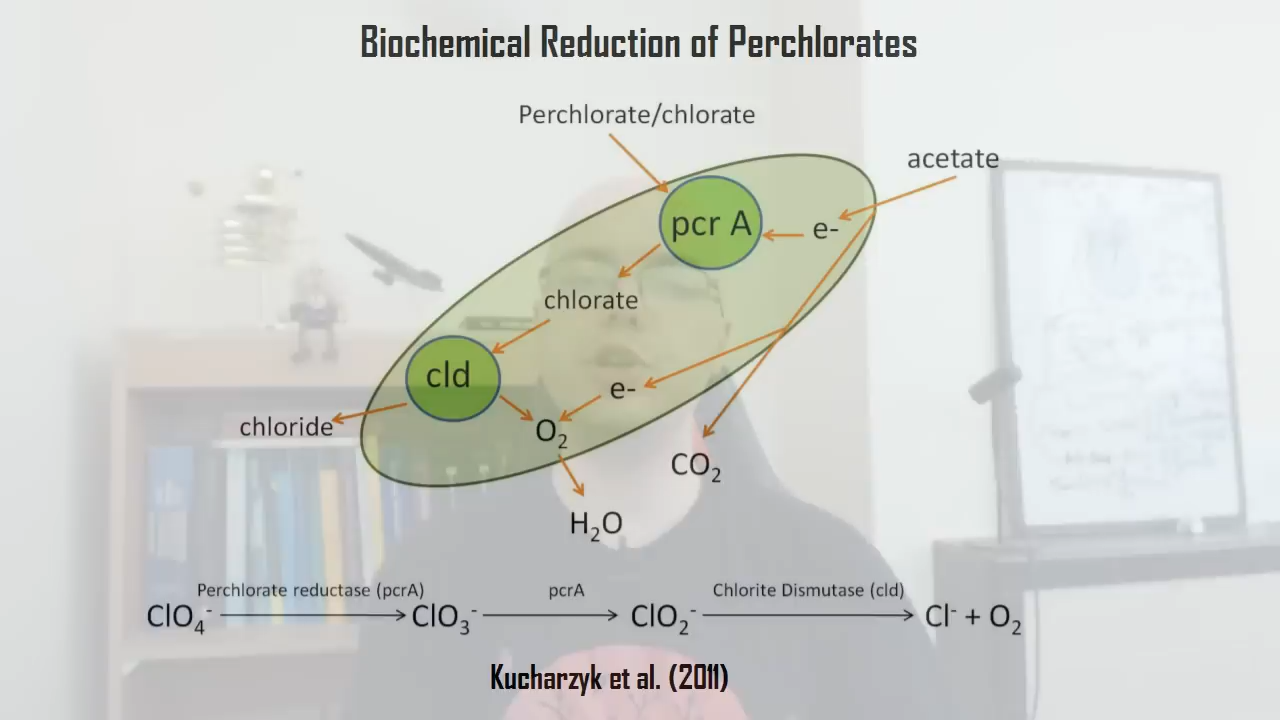 Biochemical Reduction of Perchlorates
Perchlorate/chlorate
acetate
pcr A
e-
chlorate
cld
e-
chloride
O₂
CO₂
H₂O
Perchlorate reductase (pcrA) pcrA Chlorite Dismutase (cld)
ClO₄⁻ ClO₃⁻ ClO₂⁻ Cl⁻ + O₂
Kucharzyk et al. (2011)